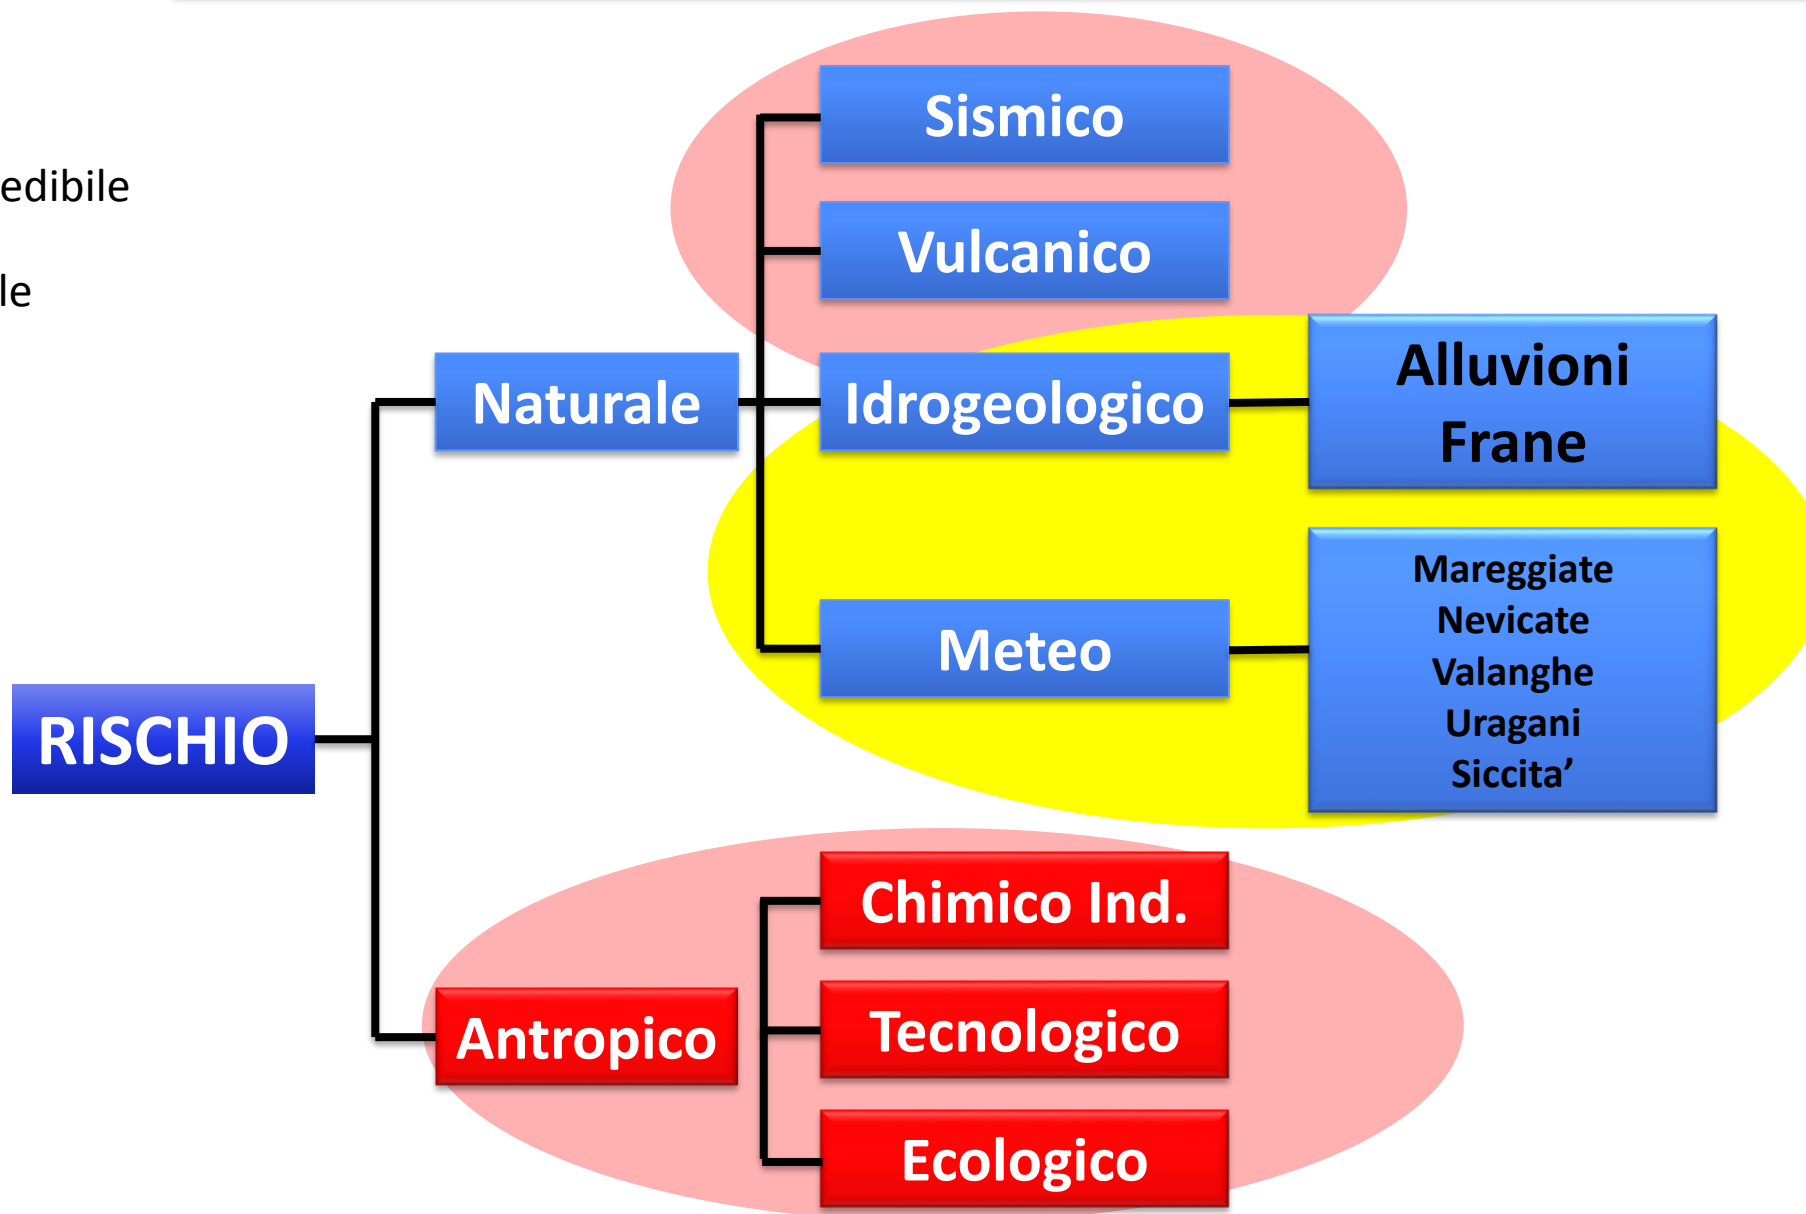 edibile
le
RISCHIO
Naturale
Sismico
Vulcanico
Idrogeologico
Alluvioni
Frane
Meteo
Mareggiate
Nevicate
Valanghe
Uragani
Siccita’
Antropico
Chimico Ind.
Tecnologico
Ecologico